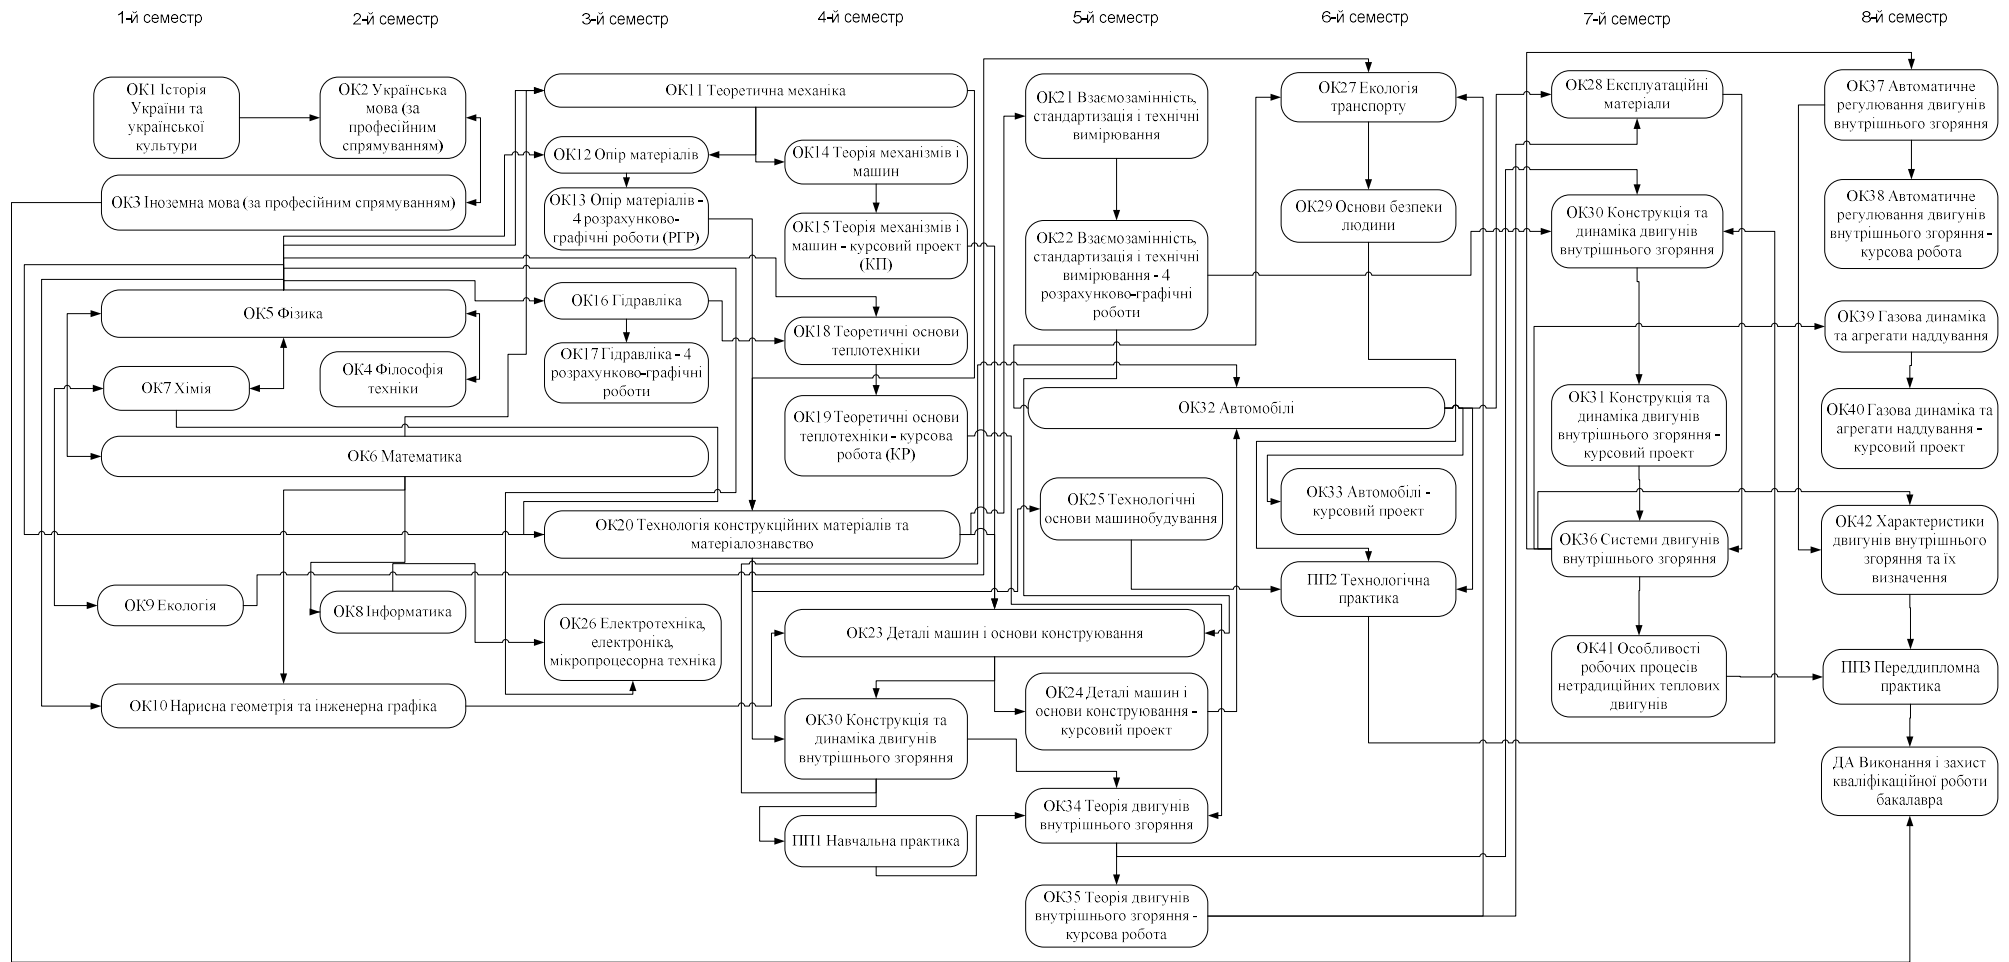 1-й семестр
2-й семестр
3-й семестр
4-й семестр
5-й семестр
6-й семестр
7-й семестр
8-й семестр
ОК1 Історія
України та
української
культури
ОК2 Українська
мова (за
професійним
спрямуванням)
ОК3 Іноземна мова (за професійним спрямуванням)
ОК5 Фізика
ОК4 Філософія
техніки
ОК7 Хімія
ОК6 Математика
ОК9 Екологія
ОК8 Інформатика
ОК10 Нарисна геометрія та інженерна графіка
ОК11 Теоретична механіка
ОК12 Опір матеріалів
ОК13 Опір матеріалів -
4 розрахунково-
графічні роботи (РГР)
ОК14 Теорія механізмів і
машин
ОК15 Теорія механізмів і
машин - курсовий проект
(КП)
ОК16 Гідравліка
ОК17 Гідравліка - 4
розрахунково-графічні
роботи
ОК18 Теоретичні основи
теплотехніки
ОК19 Теоретичні основи
теплотехніки - курсова
робота (КР)
ОК20 Технологія конструкційних матеріалів та
матеріалознавство
ОК26 Електротехніка,
електроніка,
мікропроцесорна техніка
ОК23 Деталі машин і основи конструювання
ОК30 Конструкція та
динаміка двигунів
внутрішнього згоряння
ПП1 Навчальна практика
ОК21 Взаємозамінність,
стандартизація і технічні
вимірювання
ОК22 Взаємозамінність,
стандартизація і технічні
вимірювання - 4
розрахунково-графічні
роботи
ОК32 Автомобілі
ОК25 Технологічні
основи машинобудування
ОК24 Деталі машин і
основи конструювання -
курсовий проект
ОК34 Теорія двигунів
внутрішнього згоряння
ОК35 Теорія двигунів
внутрішнього згоряння -
курсова робота
ОК27 Екологія
транспорту
ОК29 Основи безпеки
людини
ОК33 Автомобілі -
курсовий проект
ПП2 Технологічна
практика
ОК28 Експлуатаційні
матеріали
ОК30 Конструкція та
динаміка двигунів
внутрішнього згоряння
ОК31 Конструкція та
динаміка двигунів
внутрішнього згоряння -
курсовий проект
ОК36 Системи двигунів
внутрішнього згоряння
ОК41 Особливості
робочих процесів
нетрадиційних теплових
двигунів
ОК37 Автоматичне
регулювання двигунів
внутрішнього згоряння
ОК38 Автоматичне
регулювання двигунів
внутрішнього згоряння -
курсова робота
ОК39 Газова динаміка
та агрегати наддування
ОК40 Газова динаміка та
агрегати наддування -
курсовий проект
ОК42 Характеристики
двигунів внутрішнього
згоряння та їх
визначення
ПП3 Переддипломна
практика
ДА Виконання і захист
кваліфікаційної роботи
бакалавра